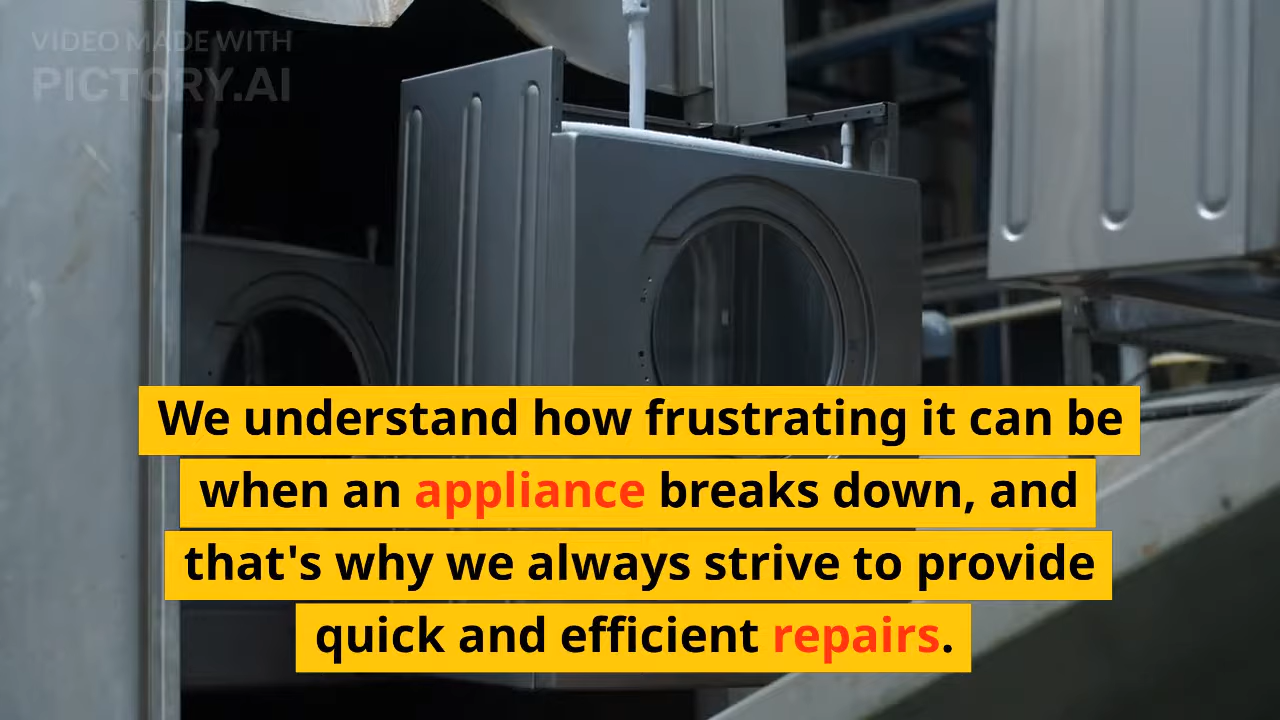 VIDEO MADE WITH
PICTORY.AI
We understand how frustrating it can be
when an appliance breaks down, and
that's why we always strive to provide
quick and efficient repairs.